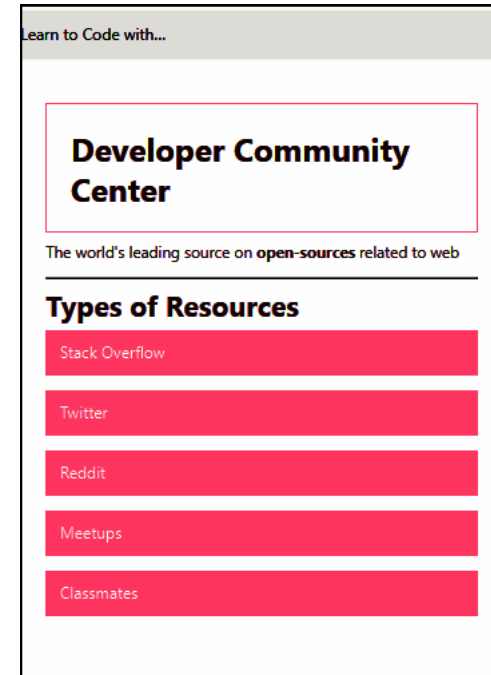 Learn to Code with...
Developer Community
Center
The world's leading source on open-sources related to web
Types of Resources
Stack Overflow
Twitter
Reddit
Meetups
Classmates